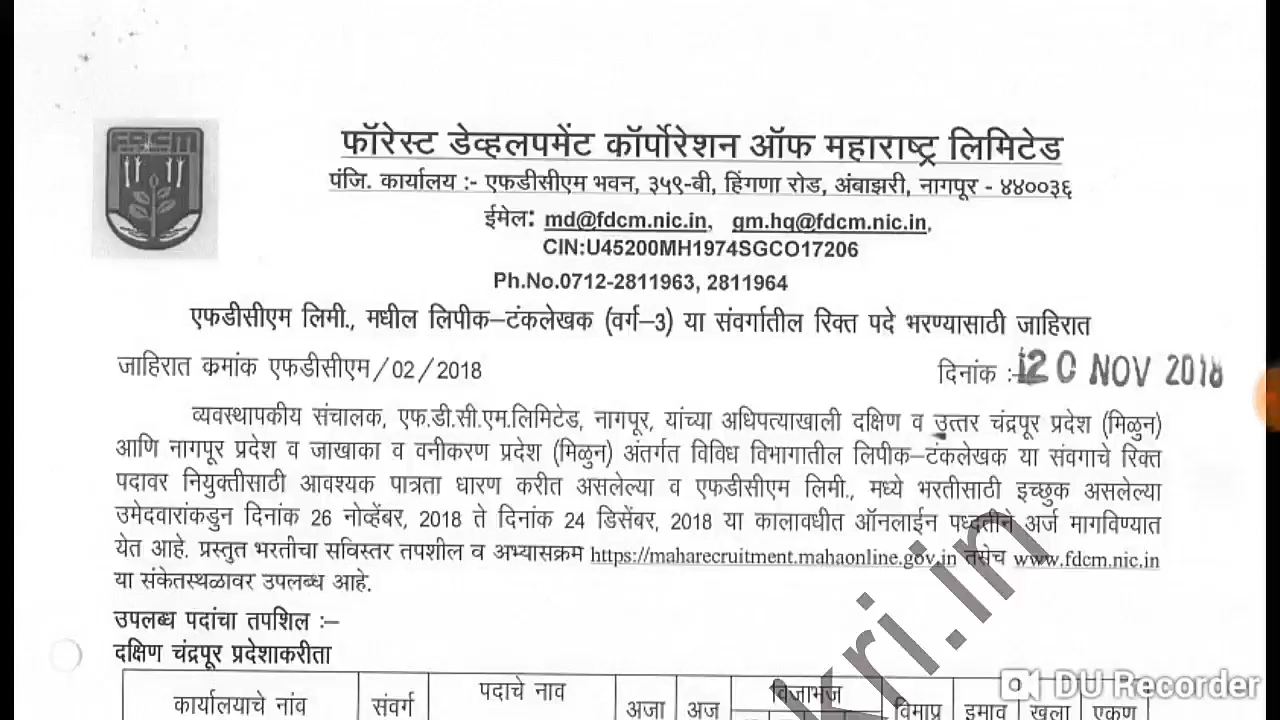 FDCM
फॉरेस्ट डेव्हलपमेंट कॉर्पोरेशन ऑफ महाराष्ट्र लिमिटेड
पंजि. कार्यालय :- एफडीसीएम भवन, ३५९-बी, हिंगणा रोड, अंबाझरी, नागपूर - ४४००३६
ईमेल: md@fdcm.nic.in, gm.hq@fdcm.nic.in,
CIN:U45200MH1974SGCO17206
Ph.No.0712-2811963, 2811964
एफडीसीएम लिमी., मधील लिपीक–टंकलेखक (वर्ग–3) या संवर्गातील रिक्त पदे भरण्यासाठी जाहिरात
जाहिरात कमांक एफडीसीएम/02/2018 दिनांक :- 20 NOV 2018
व्यवस्थापकीय संचालक, एफ.डी.सी.एम.लिमिटेड, नागपूर, यांच्या अधिपत्याखाली दक्षिण व उत्तर चंद्रपूर प्रदेश (मिळुन)
आणि नागपूर प्रदेश व जाखाका व वनीकरण प्रदेश (मिळुन) अंतर्गत विविध विभागातील लिपीक–टंकलेखक या संवगाचे रिक्त
पदावर नियुक्तीसाठी आवश्यक पात्रता धारण करीत असलेल्या व एफडीसीएम लिमी., मध्ये भरतीसाठी इच्छुक असलेल्या
उमेदवारांकडुन दिनांक 26 नोव्हेंबर, 2018 ते दिनांक 24 डिसेंबर, 2018 या कालावधीत ऑनलाईन पध्दतीने अर्ज मागविण्यात
येत आहे. प्रस्तुत भरतीचा सविस्तर तपशील व अभ्यासक्रम https://maharecruitment.mahaonline.gov.in तसेच www.fdcm.nic.in
या संकेतस्थळावर उपलब्ध आहे.
उपलब्ध पदांचा तपशिल :–
दक्षिण चंद्रपूर प्रदेशाकरीता
कार्यालयाचे नांव संवर्ग पदाचे नाव अजा अज विजाभज विमाप्र इमाव खुला एकुण
kri.in
DU Recorder